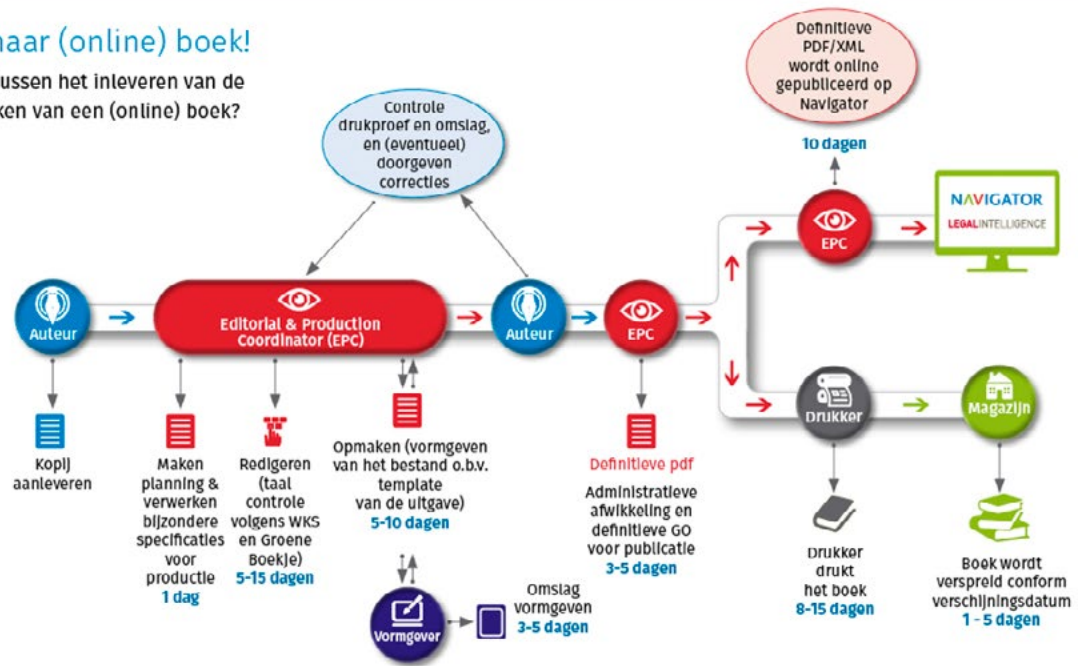 naar (online) boek!
ussen het inleveren van de
ken van een (online) boek?
Controle
drukproef en omslag,
en (eventueel)
doorgeven
correcties
Definitieve
PDF/XML
wordt online
gepubliceerd op
Navigator
10 dagen
EPC
NAVIGATOR
LEGALINTELLIGENCE
Auteur
Editorial & Production
Coordinator (EPC)
Auteur
EPC
Drukker
Magazijn
Kopij
aanleveren
Maken
planning &
verwerken
bijzondere
specificaties
voor
productie
1 dag
Redigeren
(taal
controle
volgens WKS
en Groene
Boekje)
5-15 dagen
Opmaken (vormgeven
van het bestand o.b.v.
template
van de uitgave)
5-10 dagen
Vormgever
Omslag
vormgeven
3-5 dagen
Definitieve pdf
Administratieve
afwikkeling en
definitieve GO
voor publicatie
3-5 dagen
Drukker
drukt
het boek
8-15 dagen
Boek wordt
verspreid conform
verschijningsdatum
1 - 5 dagen